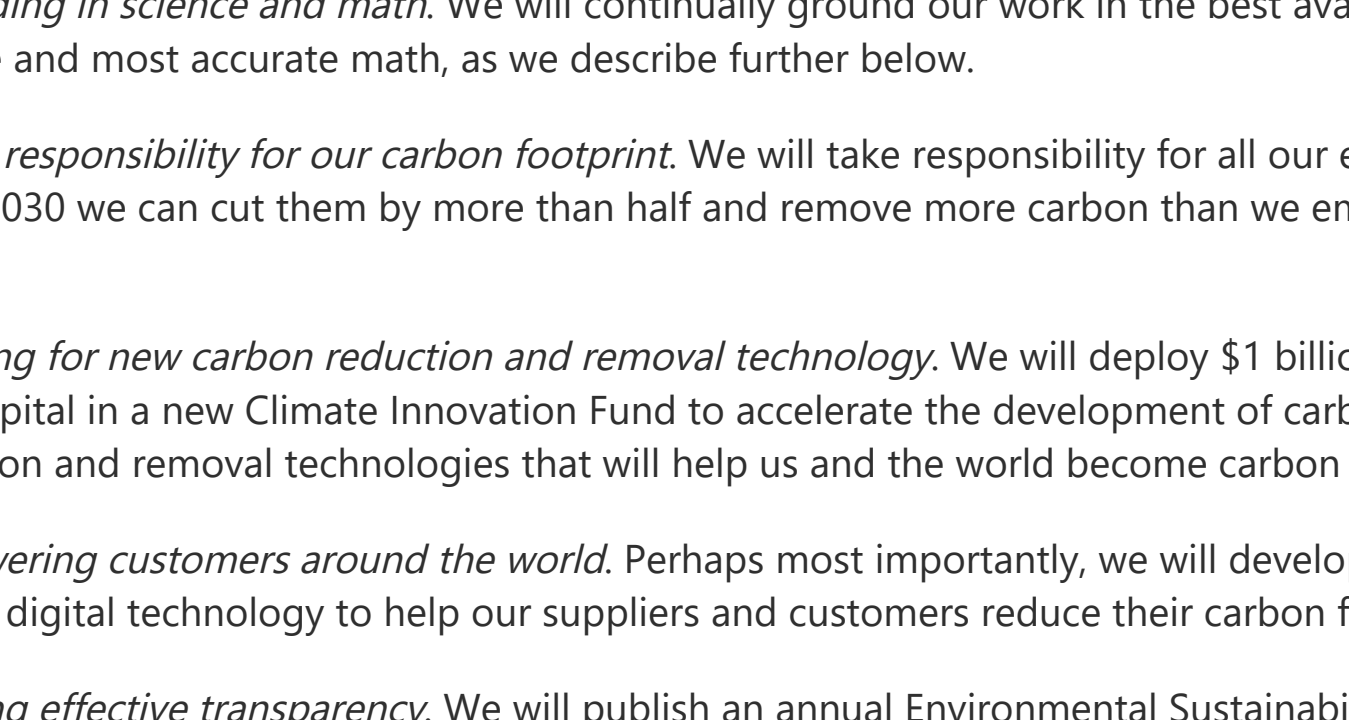 ding in science and math. We will continually ground our work in the best ava
and most accurate math, as we describe further below.
responsibility for our carbon footprint. We will take responsibility for all our e
030 we can cut them by more than half and remove more carbon than we em
ng for new carbon reduction and removal technology. We will deploy $1 billio
pital in a new Climate Innovation Fund to accelerate the development of carb
on and removal technologies that will help us and the world become carbon
vering customers around the world. Perhaps most importantly, we will develop
digital technology to help our suppliers and customers reduce their carbon f
ng effective transparency. We will publish an annual Environmental Sustainabi